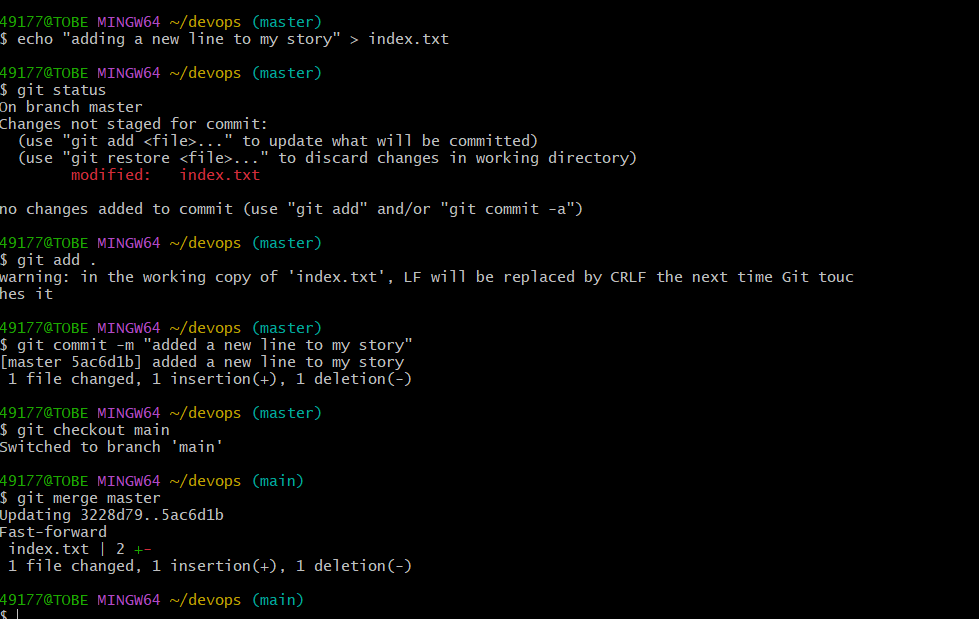 49177@TOBE MINGW64 ~/devops (master)
$ echo "adding a new line to my story" > index.txt
49177@TOBE MINGW64 ~/devops (master)
$ git status
On branch master
Changes not staged for commit:
  (use "git add <file>..." to update what will be committed)
  (use "git restore <file>..." to discard changes in working directory)
        modified:   index.txt
no changes added to commit (use "git add" and/or "git commit -a")
49177@TOBE MINGW64 ~/devops (master)
$ git add .
warning: in the working copy of 'index.txt', LF will be replaced by CRLF the next time Git touc
hes it
49177@TOBE MINGW64 ~/devops (master)
$ git commit -m "added a new line to my story"
[master 5ac6d1b] added a new line to my story
 1 file changed, 1 insertion(+), 1 deletion(-)
49177@TOBE MINGW64 ~/devops (master)
$ git checkout main
Switched to branch 'main'
49177@TOBE MINGW64 ~/devops (main)
$ git merge master
Updating 3228d79..5ac6d1b
Fast-forward
 index.txt | 2 +-
 1 file changed, 1 insertion(+), 1 deletion(-)
49177@TOBE MINGW64 ~/devops (main)
$